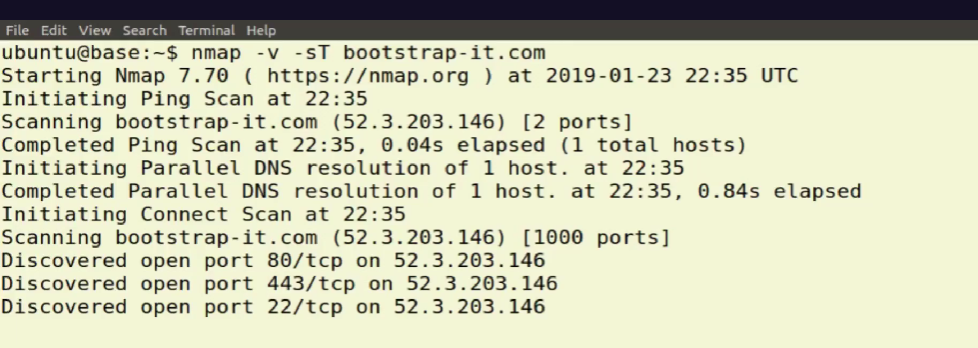 File Edit View Search Terminal Help
ubuntu@base:~$ nmap -v -sT bootstrap-it.com
Starting Nmap 7.70 ( https://nmap.org ) at 2019-01-23 22:35 UTC
Initiating Ping Scan at 22:35
Scanning bootstrap-it.com (52.3.203.146) [2 ports]
Completed Ping Scan at 22:35, 0.04s elapsed (1 total hosts)
Initiating Parallel DNS resolution of 1 host. at 22:35
Completed Parallel DNS resolution of 1 host. at 22:35, 0.84s elapsed
Initiating Connect Scan at 22:35
Scanning bootstrap-it.com (52.3.203.146) [1000 ports]
Discovered open port 80/tcp on 52.3.203.146
Discovered open port 443/tcp on 52.3.203.146
Discovered open port 22/tcp on 52.3.203.146